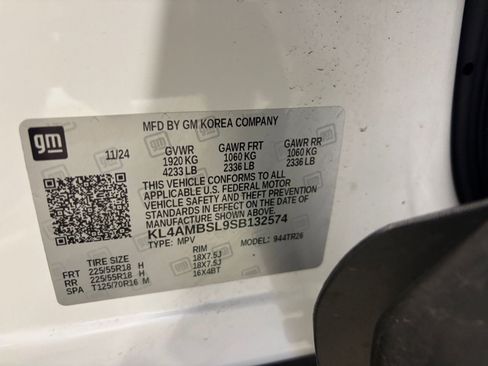 gm
MFD BY GM KOREA COMPANY
11/24 GVWR GAWR FRT GAWR RR
1920 KG 1060 KG 1060 KG
4233 LB 2336 LB 2336 LB
THIS VEHICLE CONFORMS TO ALL
APPLICABLE U.S. FEDERAL MOTOR
VEHICLE SAFETY AND THEFT PREVENTION
STANDARDS IN EFFECT ON THE DATE OF
MANUFACTURE SHOWN ABOVE.
KL4AMBSL9SB132574
TYPE: MPV MODEL: 944TR26
TIRE SIZE RIM
FRT 225/55R18 H 18X7.5J
RR 225/55R18 H 18X7.5J
SPA T125/70R16 M 16X4BT